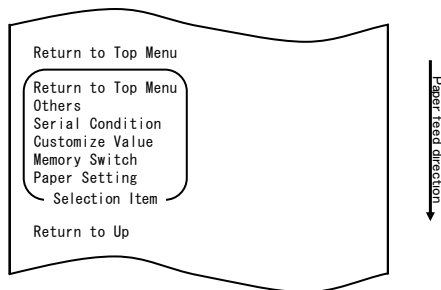 Return to Top Menu
Return to Top Menu
Others
Serial Condition
Customize Value
Memory Switch
Paper Setting
Selection Item
Return to Up
Paper feed direction